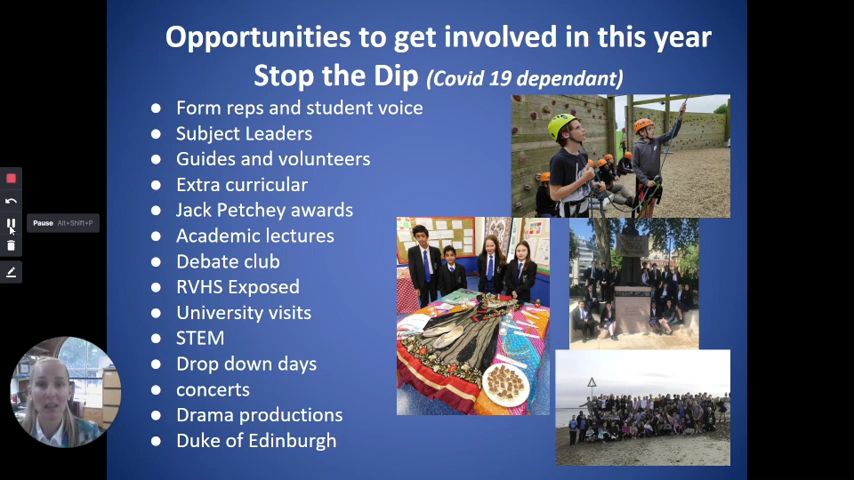 Opportunities to get involved in this year
Stop the Dip (Covid 19 dependant)
● Form reps and student voice
● Subject Leaders
● Guides and volunteers
● Extra curricular
● Jack Petchey awards
● Academic lectures
● Debate club
● RVHS Exposed
● University visits
● STEM
● Drop down days
● concerts
● Drama productions
● Duke of Edinburgh
Pause Alt+Shift+P